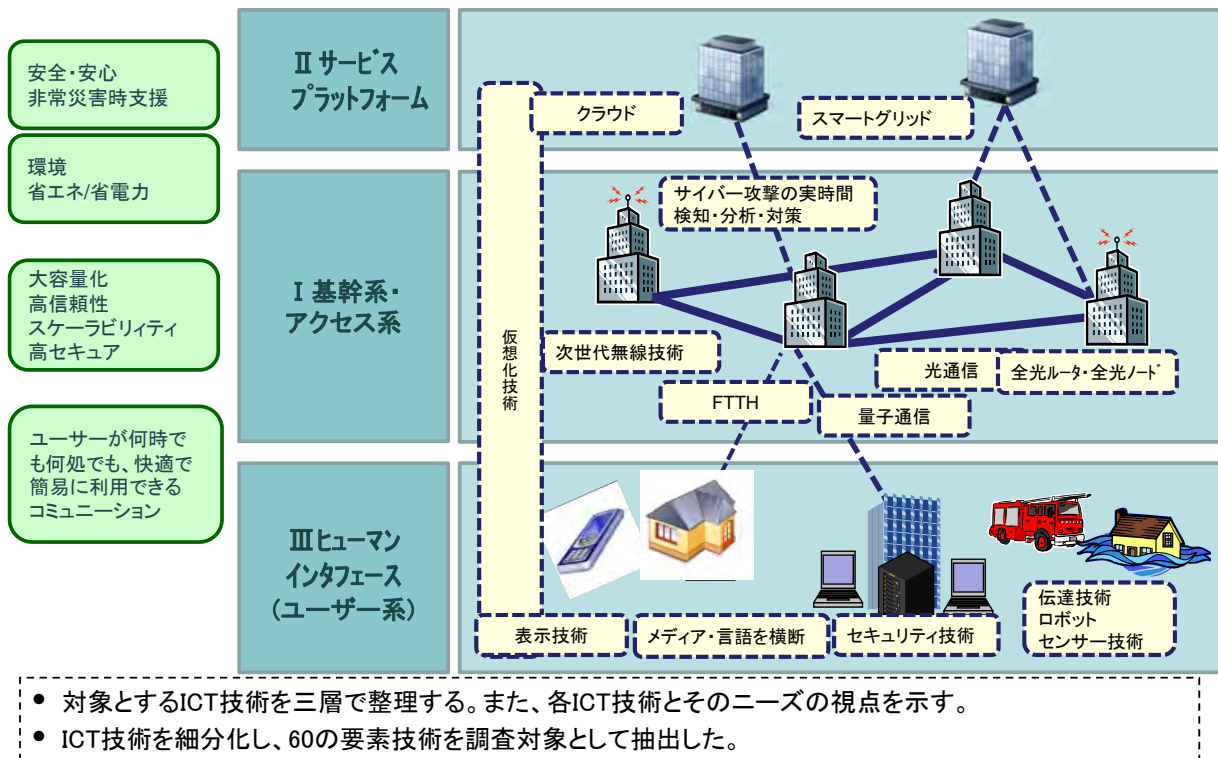 安全・安心
非常災害時支援
環境
省エネ/省電力
大容量化
高信頼性
スケーラビリィティ
高セキュア
ユーサーが何時で
も何処でも、快適で
簡易に利用できる
コミュニーション
Ⅱ サービス
プラットフォーム
クラウド
スマートグリッド
Ⅰ 基幹系・
アクセス系
サイバー攻撃の実時間
検知・分析・対策
仮想化技術
次世代無線技術
光通信
全光ルータ・全光ノード
FTTH
量子通信
Ⅲ ヒューマン
インタフェース
(ユーザー系)
表示技術
メディア・言語を横断
セキュリティ技術
伝達技術
ロボット
センサー技術
• 対象とするICT技術を三層で整理する。また、各ICT技術とそのニーズの視点を示す。
• ICT技術を細分化し、60の要素技術を調査対象として抽出した。